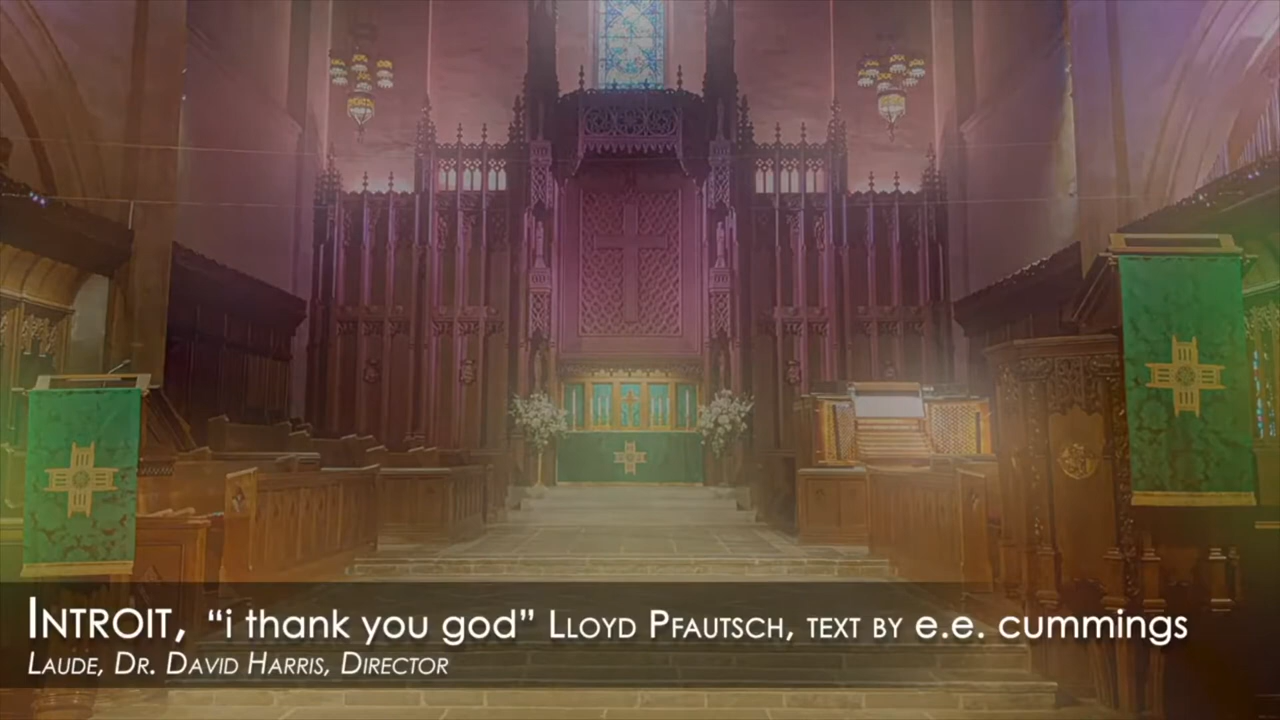 INTROIT, “i thank you god” LLOYD PFAUTSCH, TEXT BY e.e. cummings
LAUDE, DR. DAVID HARRIS, DIRECTOR